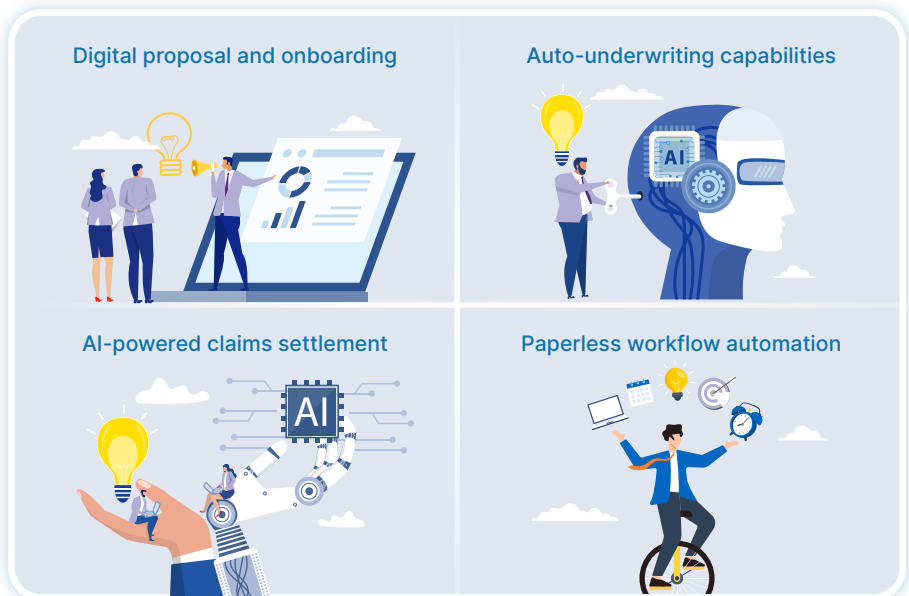 Digital proposal and onboarding
Auto-underwriting capabilities
AI
AI-powered claims settlement
Paperless workflow automation
AI